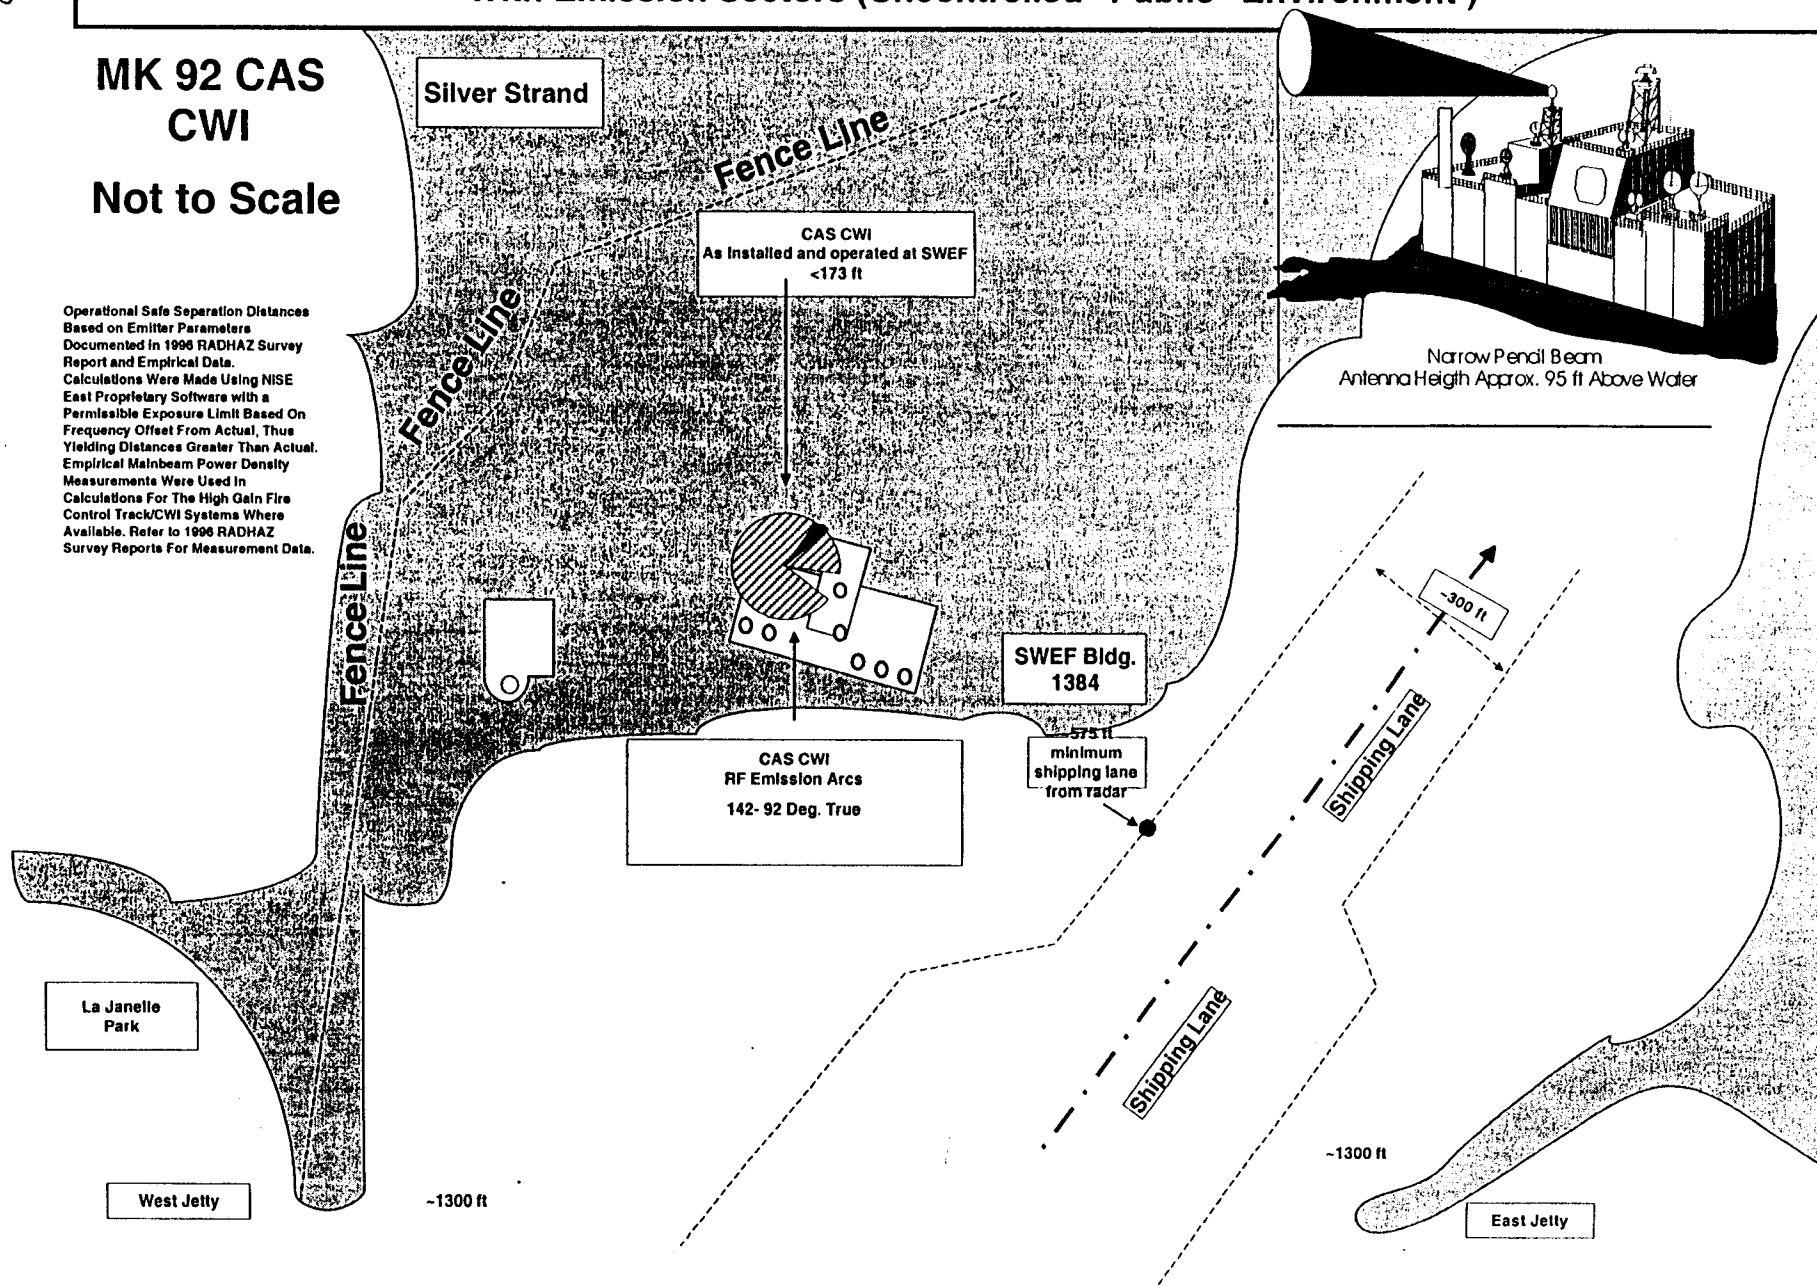 With Emission Sectors (Uncontrolled "Public" Environment )
MK 92 CAS
CWI
Not to Scale
Silver Strand
Fence Line
CAS CWI
As Installed and operated at SWEF
<173 ft
Operational Safe Separation Distances
Based on Emitter Parameters
Documented in 1996 RADHAZ Survey
Report and Empirical Data.
Calculations Were Made Using NISE
East Proprietary Software with a
Permissible Exposure Limit Based On
Frequency Offset From Actual, Thus
Yielding Distances Greater Than Actual.
Empirical Mainbeam Power Density
Measurements Were Used in
Calculations For The High Gain Fire
Control Track/CWI Systems Where
Available. Refer to 1996 RADHAZ
Survey Reports For Measurement Data.
Fence Line
Fence Line
Narrow Pencil Beam
Antenna Heigth Approx. 95 ft Above Water
~300 ft
SWEF Bldg.
1384
Shipping Lane
575 ft
minimum
shipping lane
from radar
CAS CWI
RF Emission Arcs
142- 92 Deg. True
La Janelle
Park
Shipping Lane
~1300 ft
West Jetty
~1300 ft
East Jetty